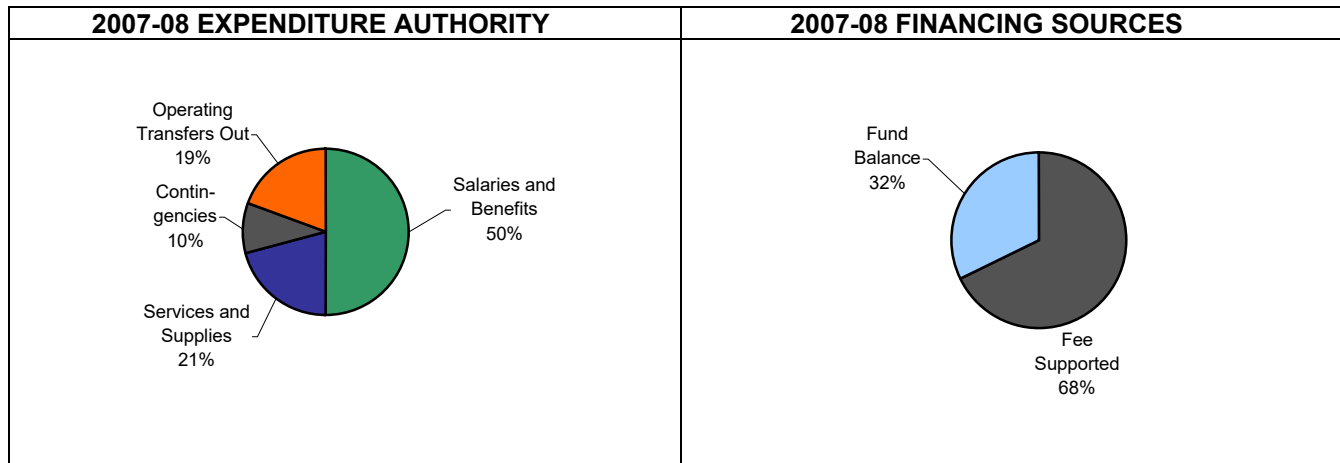 2007-08 EXPENDITURE AUTHORITY
2007-08 FINANCING SOURCES
Operating
Transfers Out
19%
Contin-
gencies
10%
Services and
Supplies
21%
Salaries and
Benefits
50%
Fund
Balance
32%
Fee
Supported
68%